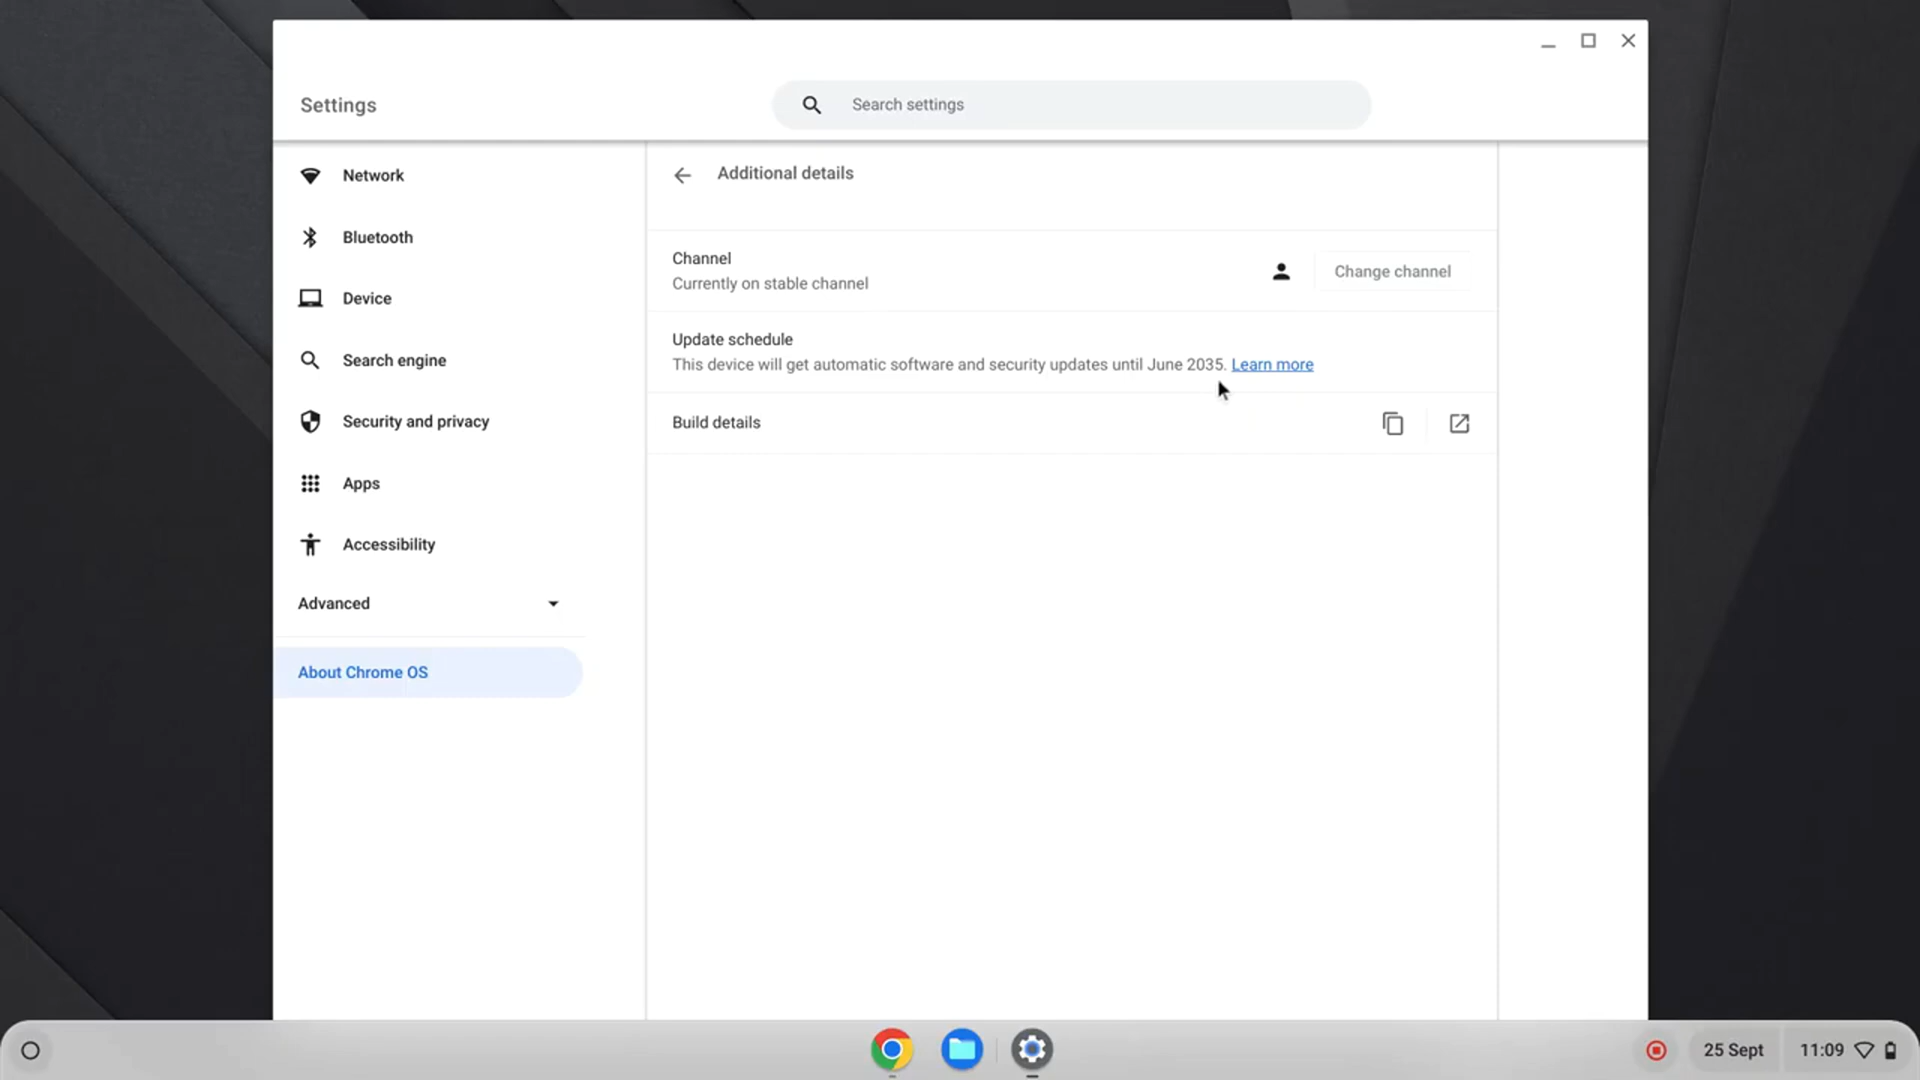 Settings
Search settings
Network
Bluetooth
Device
Search engine
Security and privacy
Apps
Accessibility
Advanced
About Chrome OS
Additional details
Channel
Currently on stable channel
Change channel
Update schedule
This device will get automatic software and security updates until June 2035. Learn more
Build details
25 Sept
11:09